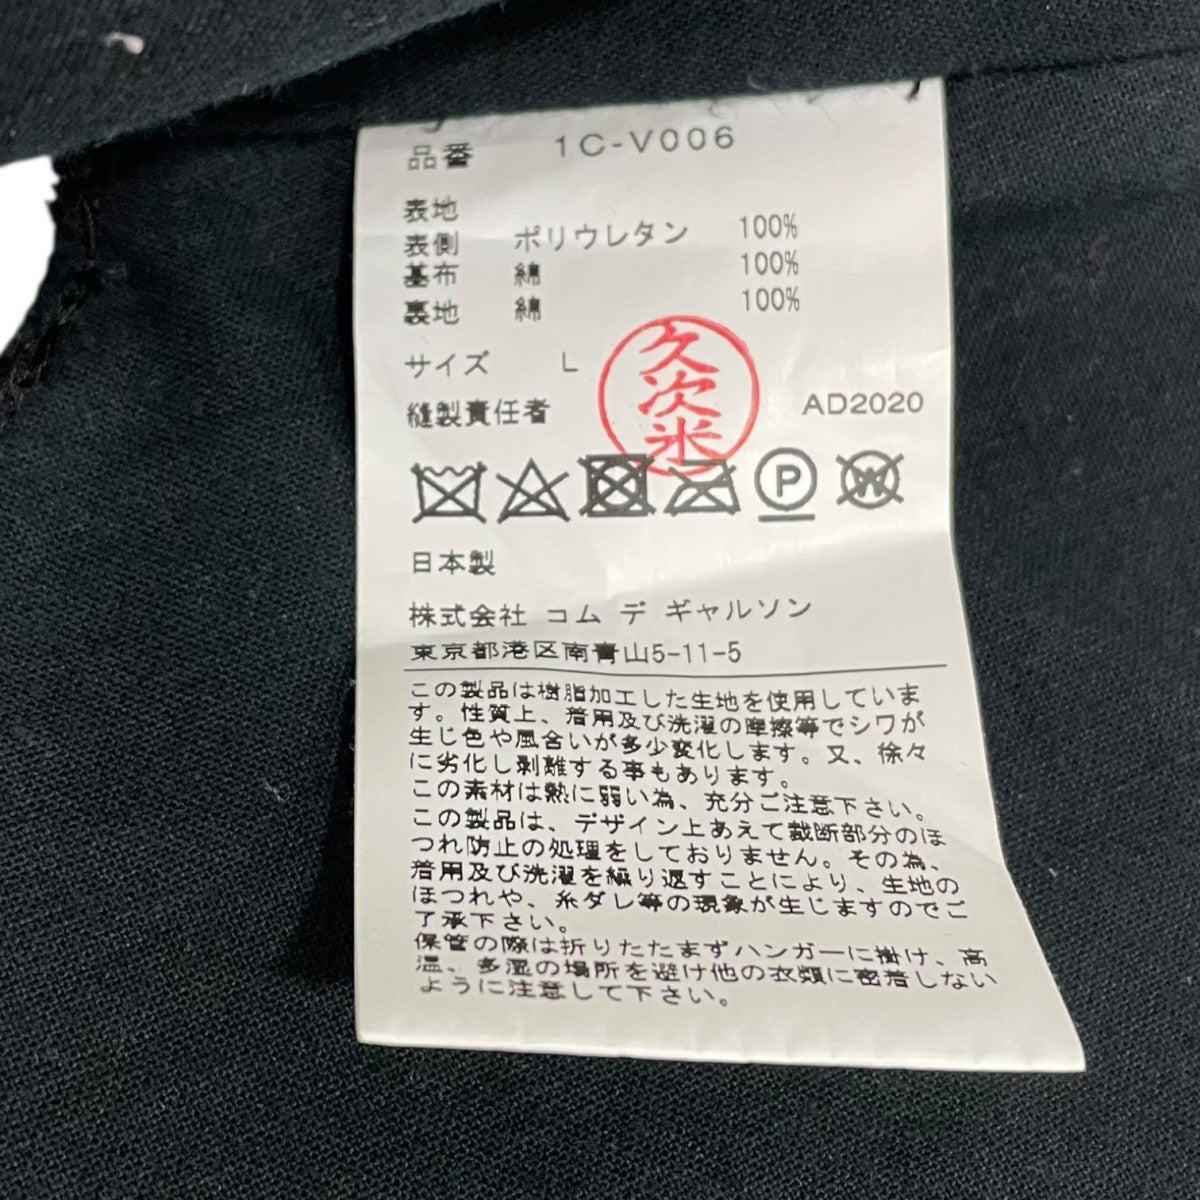 品番 1C-V006
表地
表側 ポリウレタン 100%
基布 綿 100%
裏地 綿 100%
サイズ L
久次米
縫製責任者 AD2020
P W
日本製
株式会社 コム デ ギャルソン
東京都港区南青山5-11-5
この製品は樹脂加工した生地を使用していま
す。性質上、着用及び洗濯の摩擦等でシワが
生じ色や風合いが多少変化します。又、徐々
に劣化し剥離する事もあります。
この素材は熱に弱い為、充分ご注意下さい。
この製品は、デザイン上あえて裁断部分のほ
つれ防止の処理をしておりません。その為、
着用及び洗濯を繰り返すことにより、生地の
ほつれや、糸ダレ等の現象が生じますのでご
了承下さい。
保管の際は折りたたまずハンガーに掛け、高
温、多湿の場所を避け他の衣類に密着しない
ように注意して下さい。